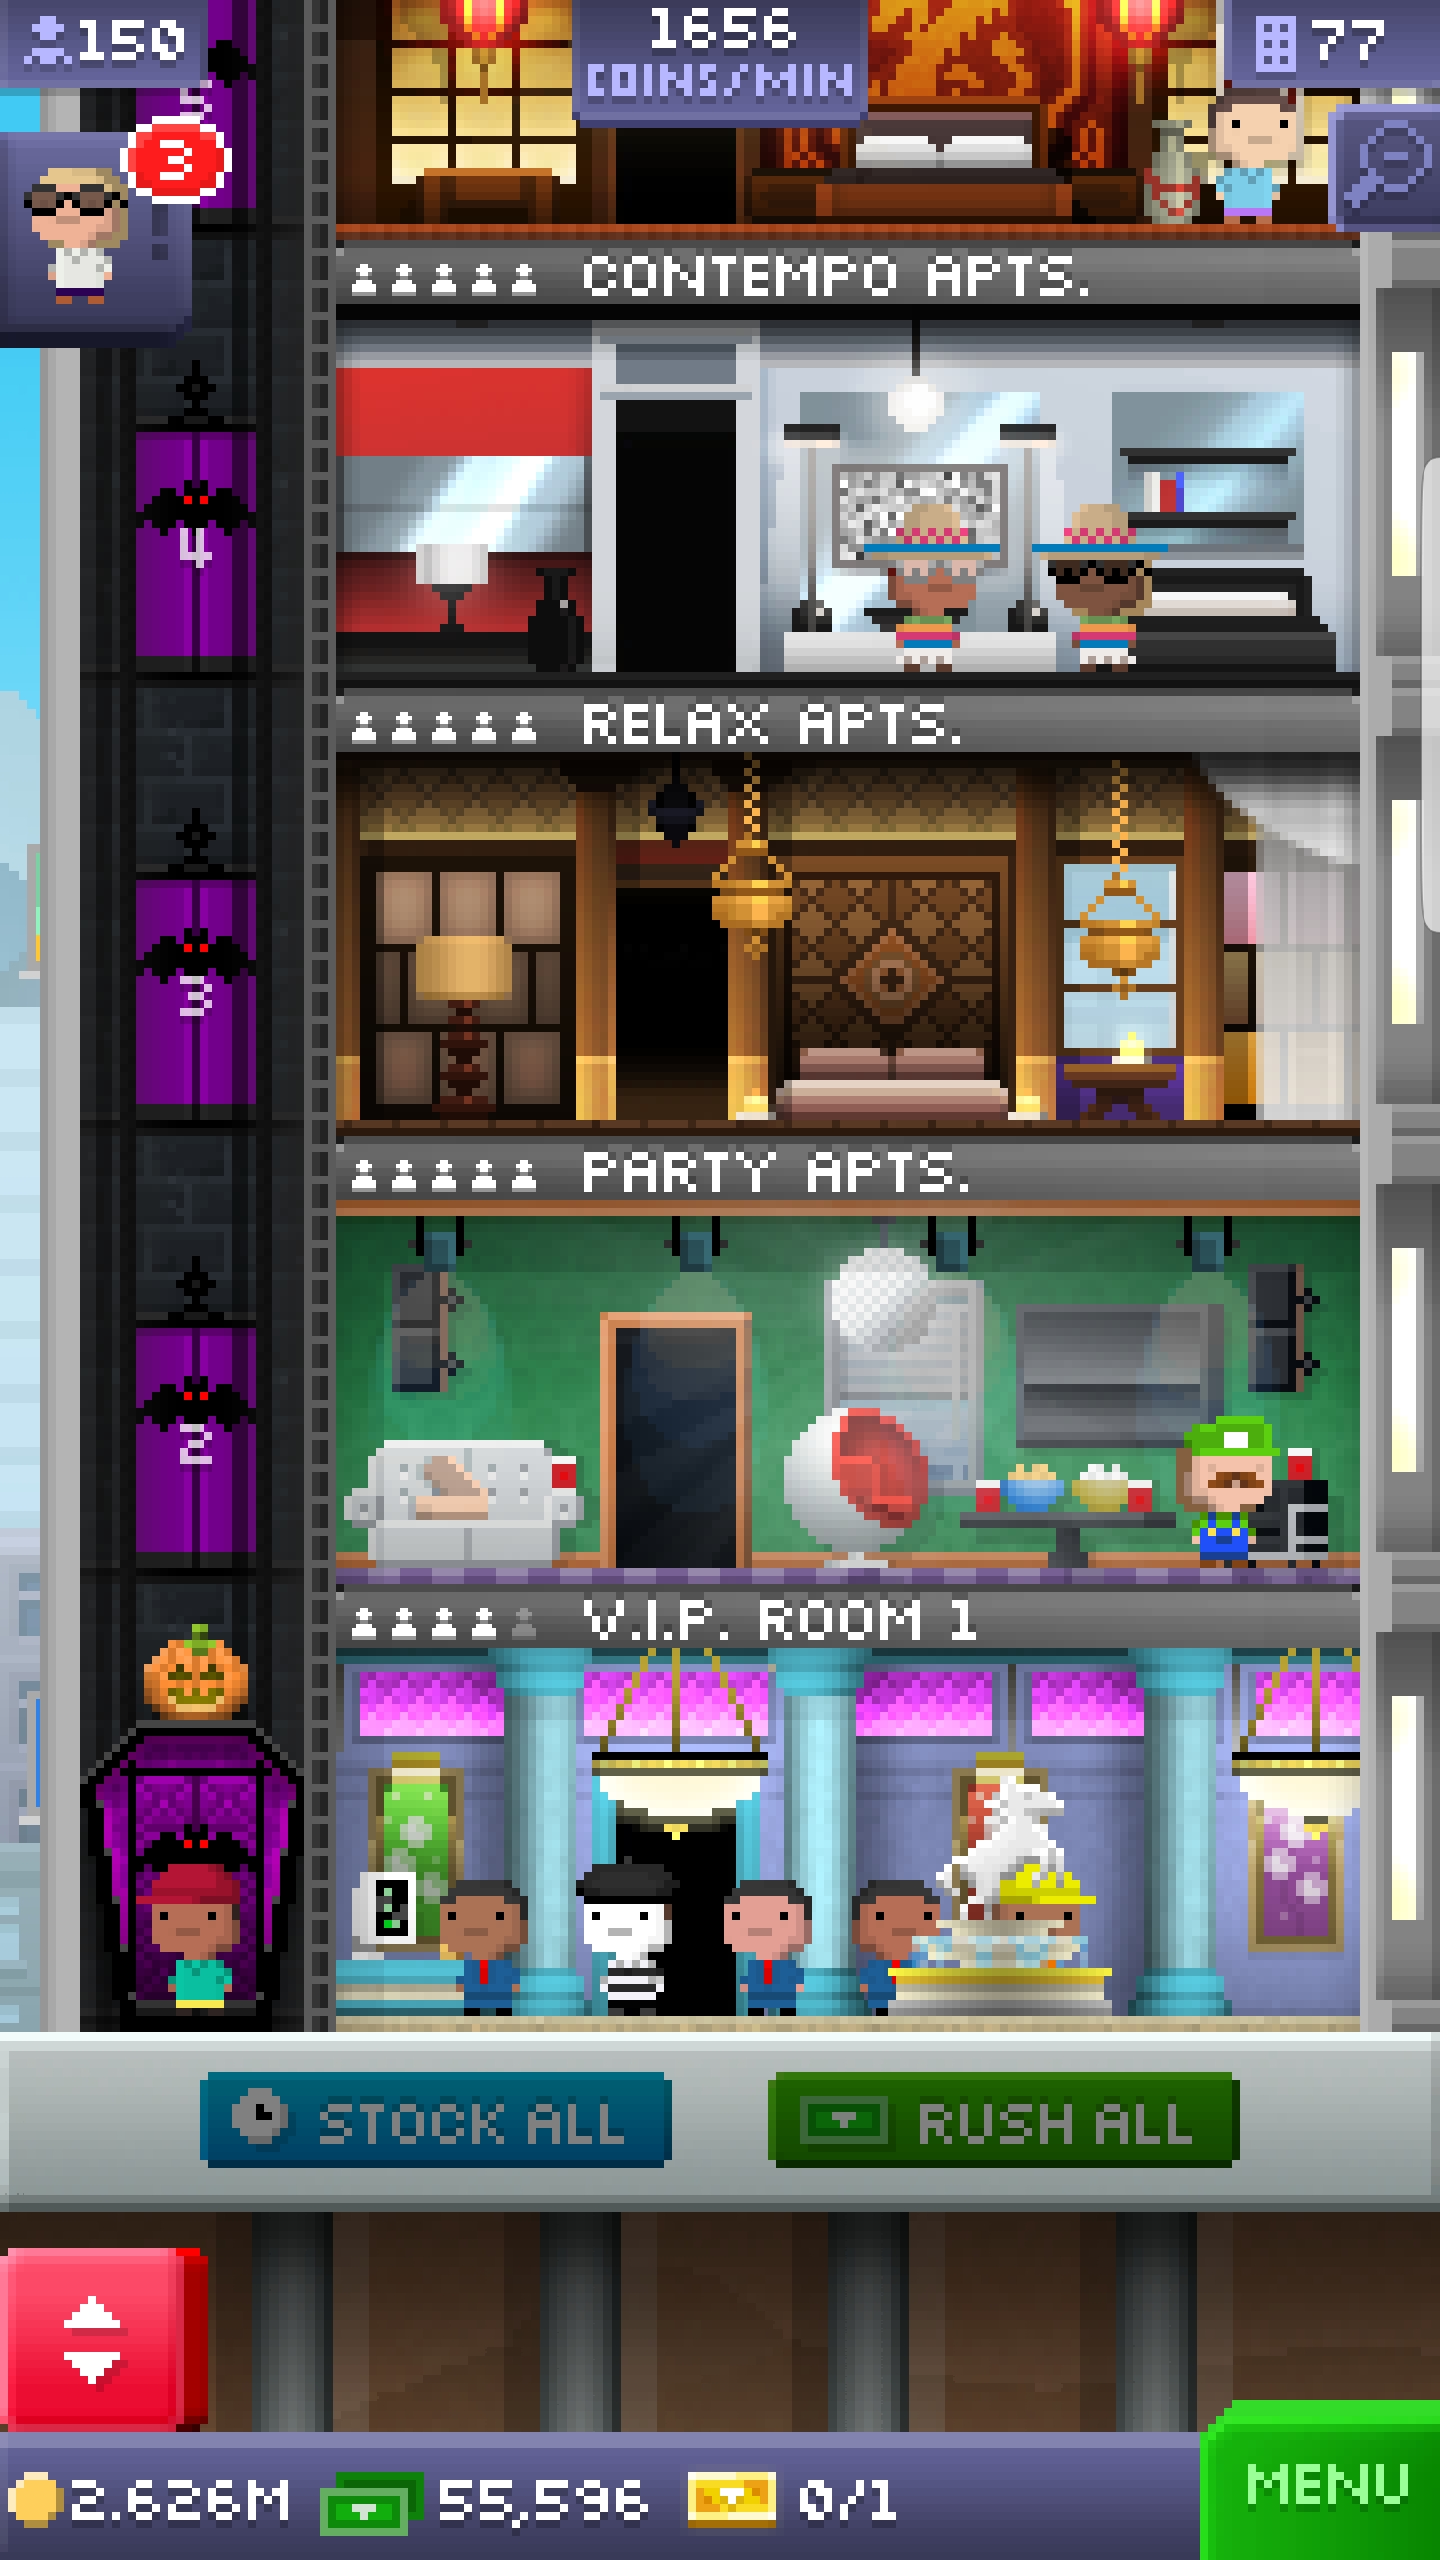 150
1656
COINS/MIN
77
5
3
CONTEMPO APTS.
4
RELAX APTS.
3
PARTY APTS.
2
V.I.P. ROOM 1
STOCK ALL
RUSH ALL
2.626M
55,596
0/1
MENU